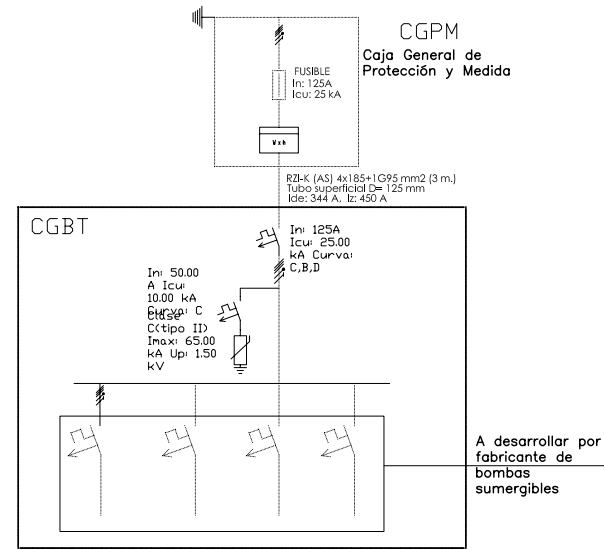 CGPM
Caja General de
Protección y Medida
FUSIBLE
In: 125A
Icu: 25 kA
Wxh
RZ1-K (AS) 4x185+1G95 mm2 (3 m.)
Tubo superficial D= 125 mm
Ide: 344 A, Iz: 450 A
CGBT
In: 125A
Icu: 25.00
kA Curva:
C,B,D
In: 50.00
A Icu:
10.00 kA
Curva: C
Clase
C(tipo II)
Imax: 65.00
kA Up: 1.50
kV
A desarrollar por
fabricante de
bombas
sumergibles